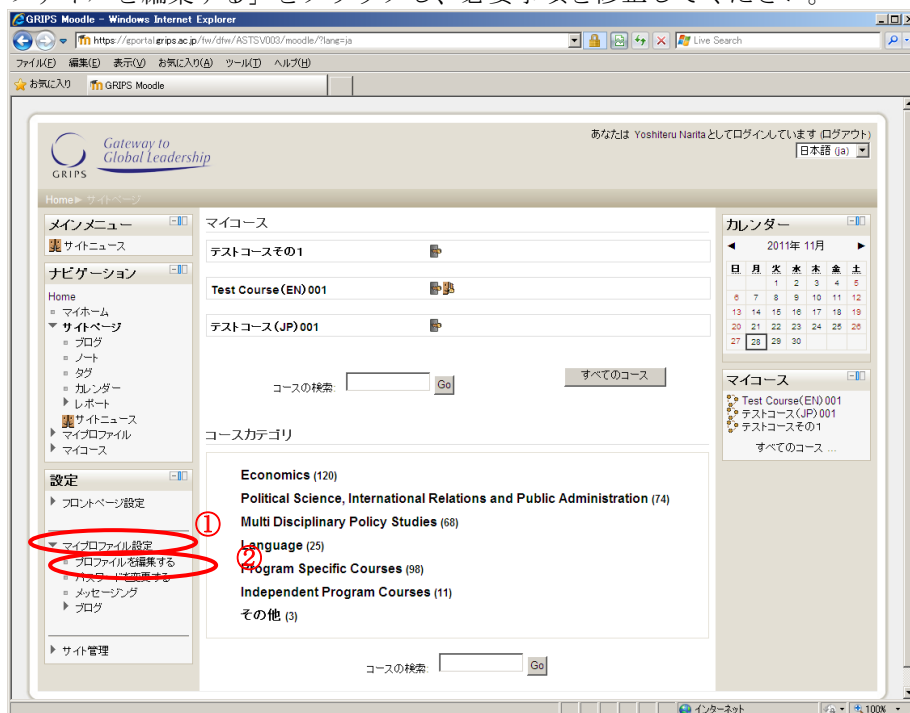 ファイルを編集する」をクリックし、必要事項を修正してください。
GRIPS Moodle - Windows Internet Explorer
https://gportal.grips.ac.jp/fw/dfw/ASTSV003/moodle/?lang=ja
Live Search
ファイル(F) 編集(E) 表示(V) お気に入り(A) ツール(T) ヘルプ(H)
お気に入り GRIPS Moodle
Gateway to
Global Leadership
GRIPS
あなたは Yoshiteru Narita としてログインしています (ログアウト)
日本語 (ja)
Home ▶ サイトページ
メインメニュー
サイトニュース
ナビゲーション
Home
マイホーム
サイトページ
ブログ
ノート
タグ
カレンダー
レポート
サイトニュース
マイプロファイル
マイコース
設定
フロントページ設定
①
マイプロファイル設定
②
プロファイルを編集する
パスワードを変更する
メッセージング
ブログ
サイト管理
マイコース
テストコースその1
Test Course(EN)001
テストコース(JP)001
コースの検索: Go
すべてのコース
コースカテゴリ
Economics (120)
Political Science, International Relations and Public Administration (74)
Multi Disciplinary Policy Studies (68)
Language (25)
Program Specific Courses (98)
Independent Program Courses (11)
その他 (3)
コースの検索: Go
カレンダー
◀ 2011年 11月 ▶
日 月 火 水 木 金 土
1 2 3 4 5
6 7 8 9 10 11 12
13 14 15 16 17 18 19
20 21 22 23 24 25 26
27 28 29 30
マイコース
Test Course(EN)001
テストコース(JP)001
テストコースその1
すべてのコース ...
インターネット
100%